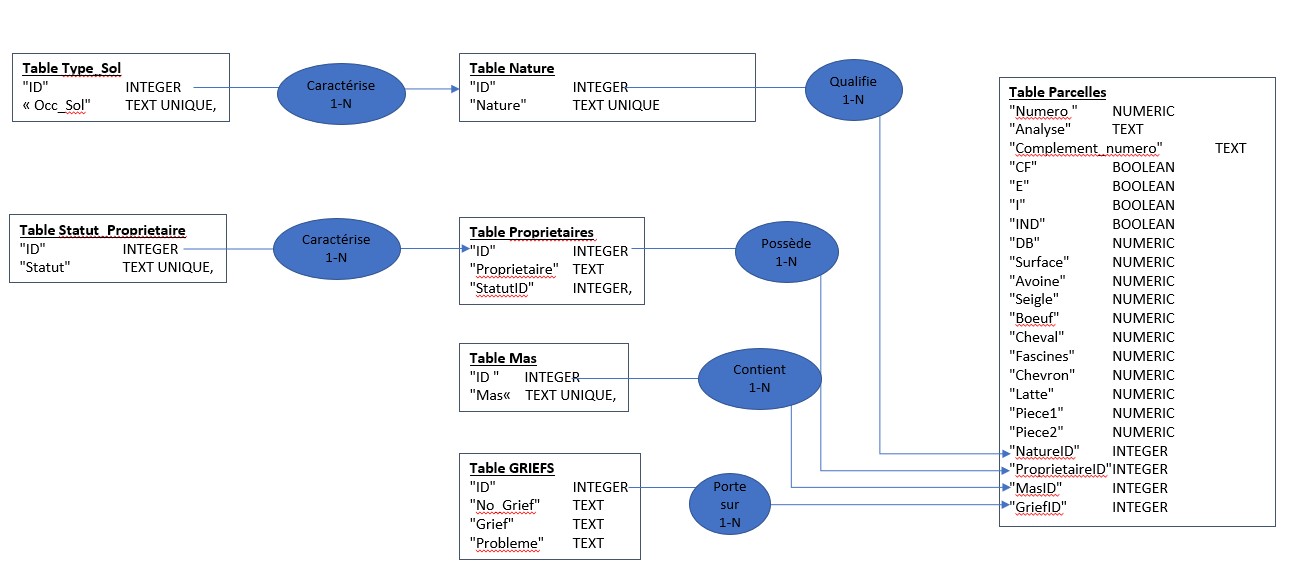 Table Type_Sol
"ID" INTEGER
« Occ_Sol" TEXT UNIQUE,
Caractérise
1-N
Table Nature
"ID" INTEGER
"Nature" TEXT UNIQUE
Qualifie
1-N
Table Statut_Proprietaire
"ID" INTEGER
"Statut" TEXT UNIQUE,
Caractérise
1-N
Table Proprietaires
"ID" INTEGER
"Proprietaire" TEXT
"StatutID" INTEGER,
Possède
1-N
Table Mas
"ID " INTEGER
"Mas« TEXT UNIQUE,
Contient
1-N
Table GRIEFS
"ID" INTEGER
"No_Grief" TEXT
"Grief" TEXT
"Probleme" TEXT
Porte
sur
1-N
Table Parcelles
"Numero " NUMERIC
"Analyse" TEXT
"Complement_numero" TEXT
"CF" BOOLEAN
"E" BOOLEAN
"I" BOOLEAN
"IND" BOOLEAN
"DB" NUMERIC
"Surface" NUMERIC
"Avoine" NUMERIC
"Seigle" NUMERIC
"Boeuf" NUMERIC
"Cheval" NUMERIC
"Fascines" NUMERIC
"Chevron" NUMERIC
"Latte" NUMERIC
"Piece1" NUMERIC
"Piece2" NUMERIC
"NatureID" INTEGER
"ProprietaireID" INTEGER
"MasID" INTEGER
"GriefID" INTEGER